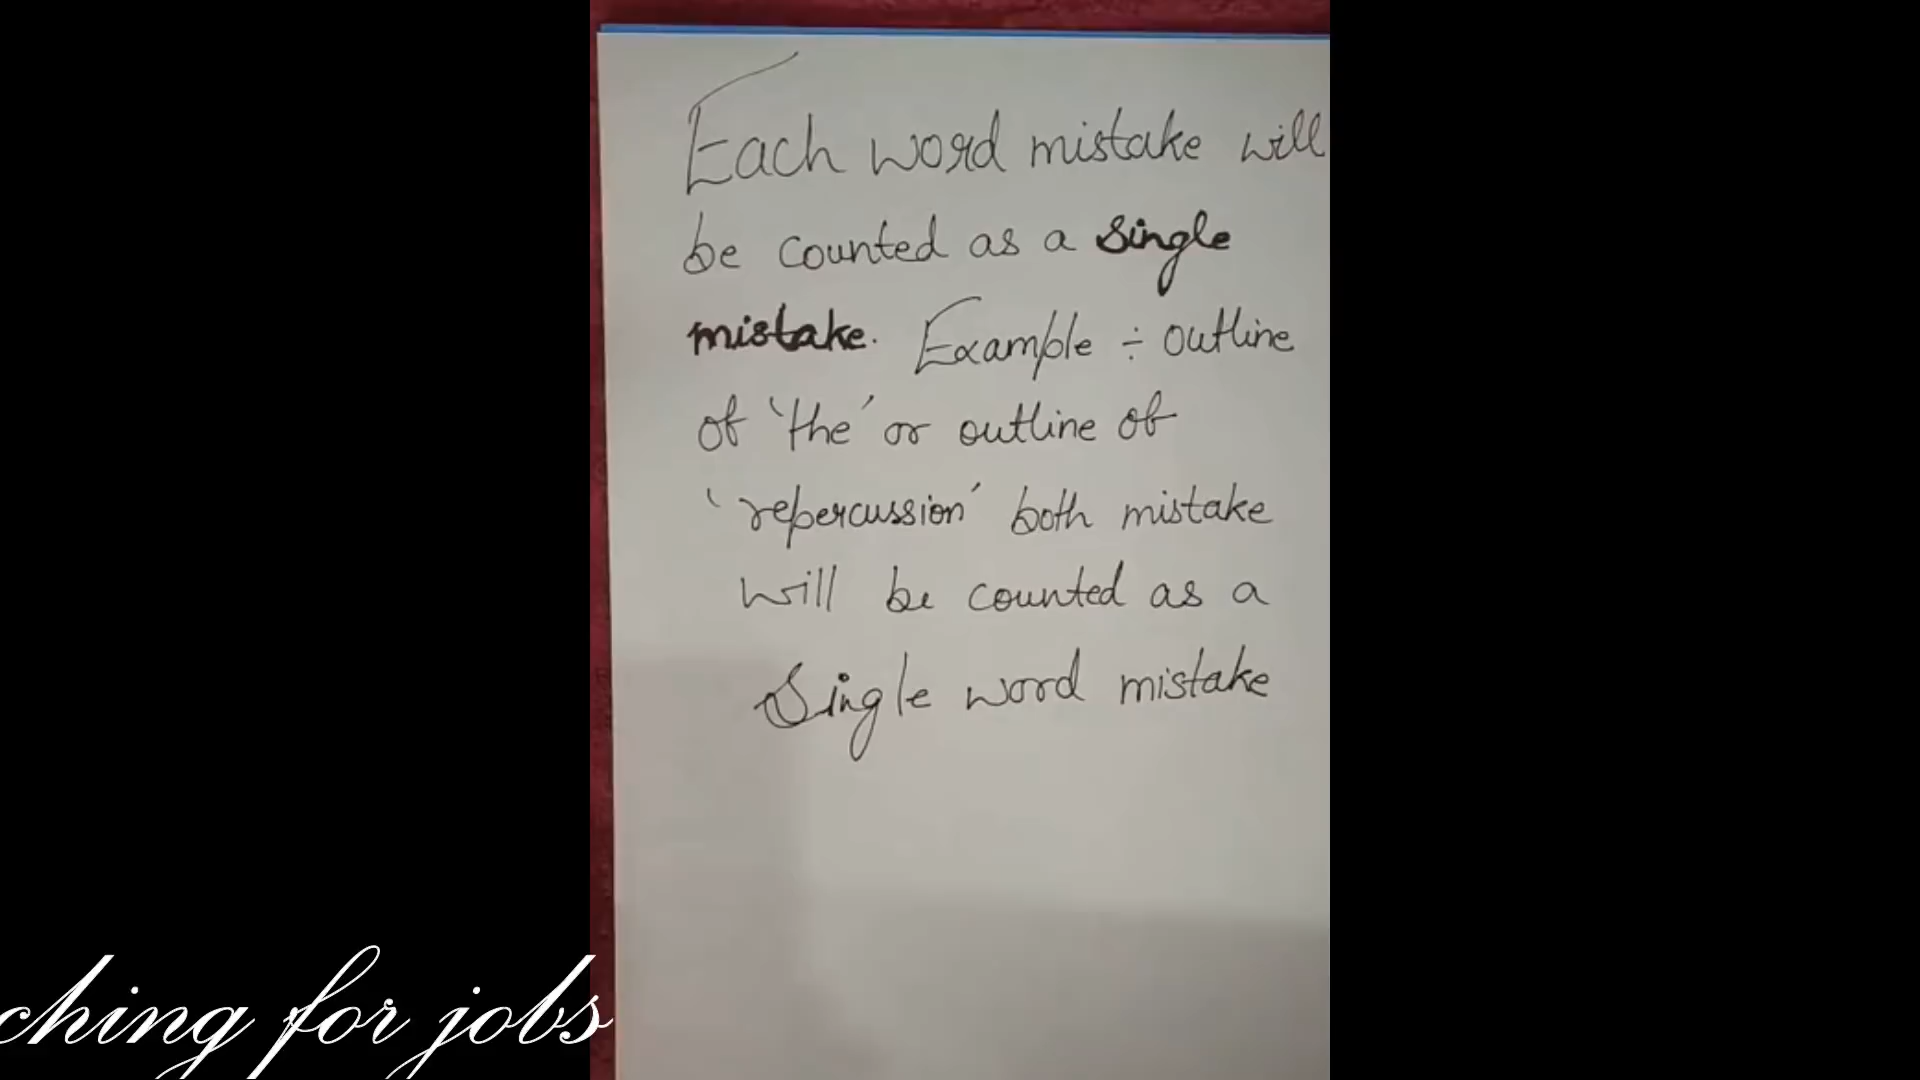 Each word mistake will
be counted as a single
mistake. Example ÷ outline
of 'the' or outline of
'repercussion' both mistake
will be counted as a
Single word mistake
ching for jobs